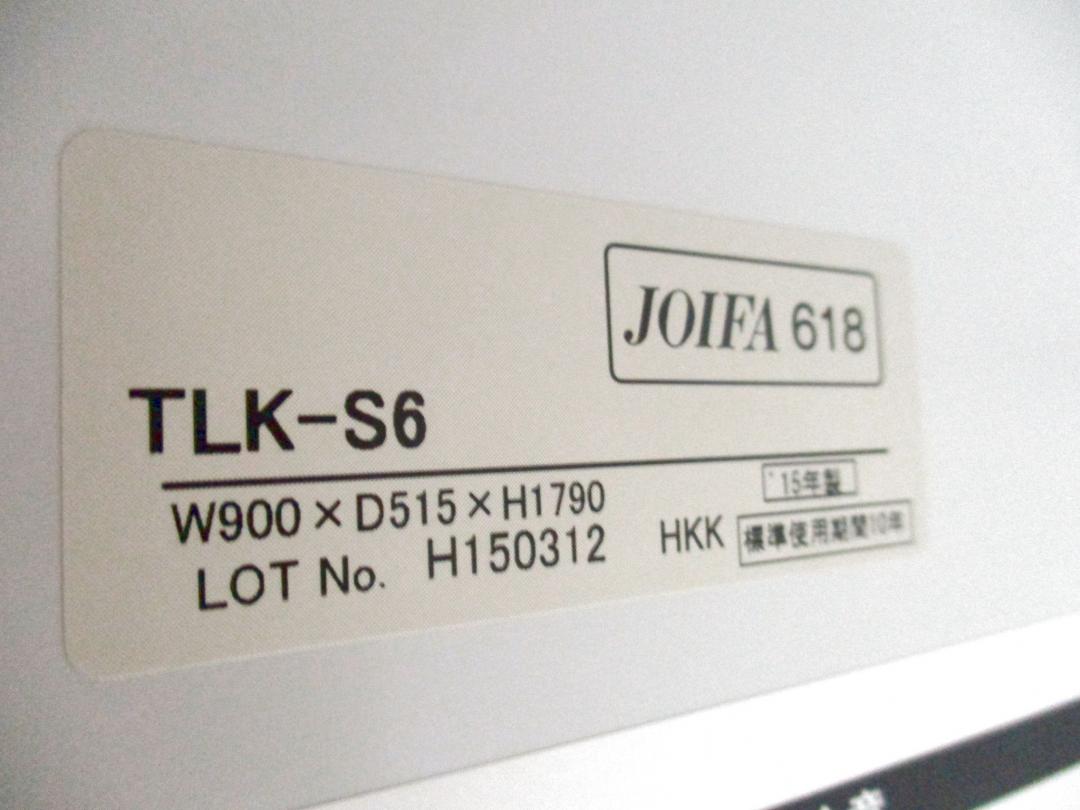 JOIFA 618
TLK-S6
W900×D515×H1790
'15年製
LOT No. H150312
HKK 標準使用期間10年